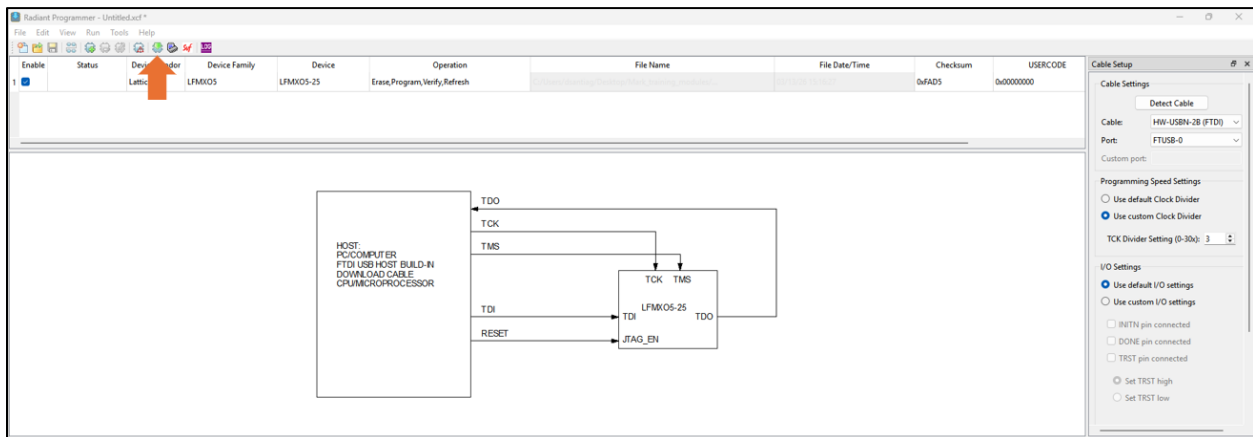 Radiant Programmer - Untitled.xcf *
File Edit View Run Tools Help
LOG
Enable Status Device Family Device Operation File Name File Date/Time Checksum USERCODE
1 LFMXO5 LFMXO5-25 Erase,Program,Verify,Refresh 0xFAD5 0x00000000
Cable Setup
Cable Settings
Detect Cable
Cable: HW-USBN-2B (FTDI)
Port: FTUSB-0
Custom port:
Programming Speed Settings
Use default Clock Divider
Use custom Clock Divider
TCK Divider Setting (0-30x): 3
I/O Settings
Use default I/O settings
Use custom I/O settings
INITN pin connected
DONE pin connected
TRST pin connected
Set TRST high
Set TRST low
TDO
TCK
TMS
HOST:
PC/COMPUTER
FTDI USB HOST BUILD-IN
DOWNLOAD CABLE
CPU/MICROPROCESSOR
TDI
RESET
TCK TMS
LFMXO5-25
TDI TDO
JTAG_EN